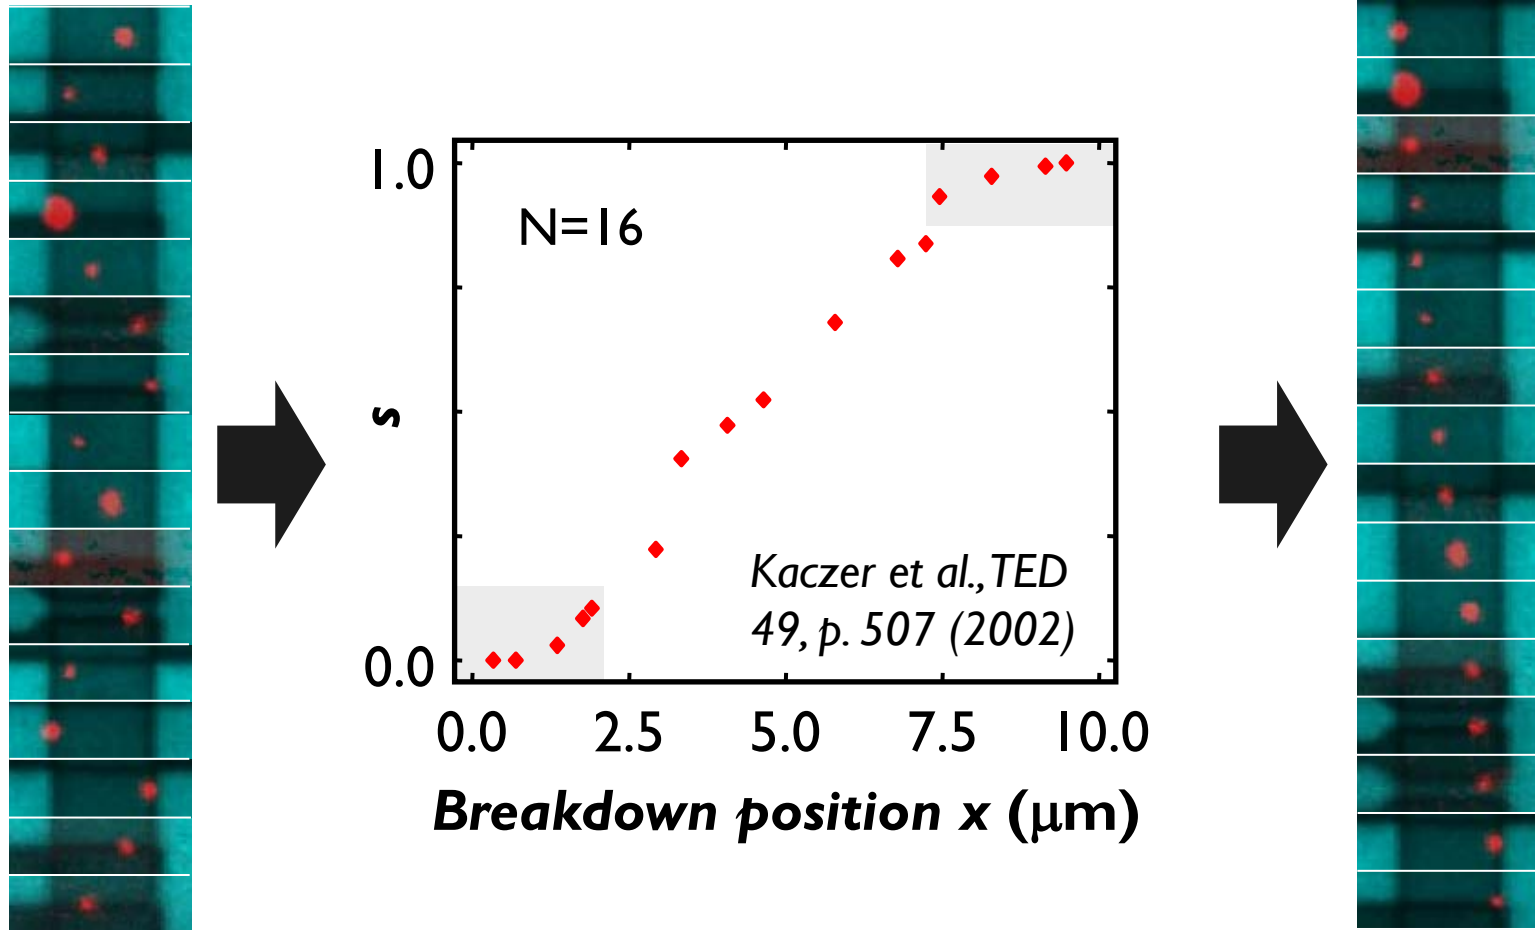 1.0
N=16
s
Kaczer et al., TED
49, p. 507 (2002)
0.0
0.0 2.5 5.0 7.5 10.0
Breakdown position x (μm)